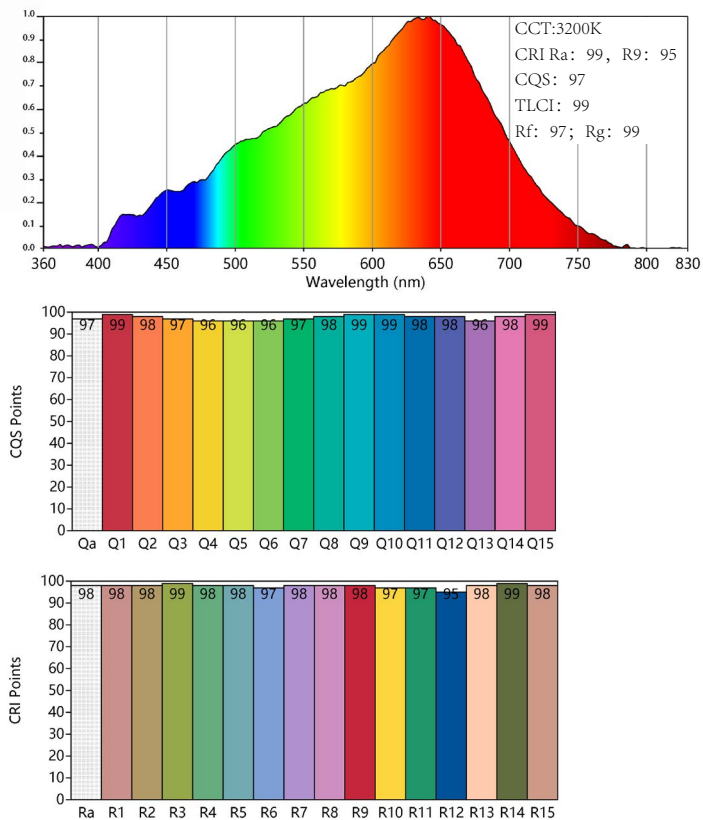 CCT:3200K
CRI Ra: 99, R9: 95
CQS: 97
TLCI: 99
Rf: 97; Rg: 99
1.0
0.9
0.8
0.7
0.6
0.5
0.4
0.3
0.2
0.1
0.0
360 400 450 500 550 600 650 700 750 800 830
Wavelength (nm)
CQS Points
100
90
80
70
60
50
40
30
20
10
0
97 99 98 97 96 96 96 97 98 99 99 98 98 96 98 99
Qa Q1 Q2 Q3 Q4 Q5 Q6 Q7 Q8 Q9 Q10 Q11 Q12 Q13 Q14 Q15
CRI Points
100
90
80
70
60
50
40
30
20
10
0
98 98 98 99 98 98 97 98 98 98 97 97 95 98 99 98
Ra R1 R2 R3 R4 R5 R6 R7 R8 R9 R10 R11 R12 R13 R14 R15